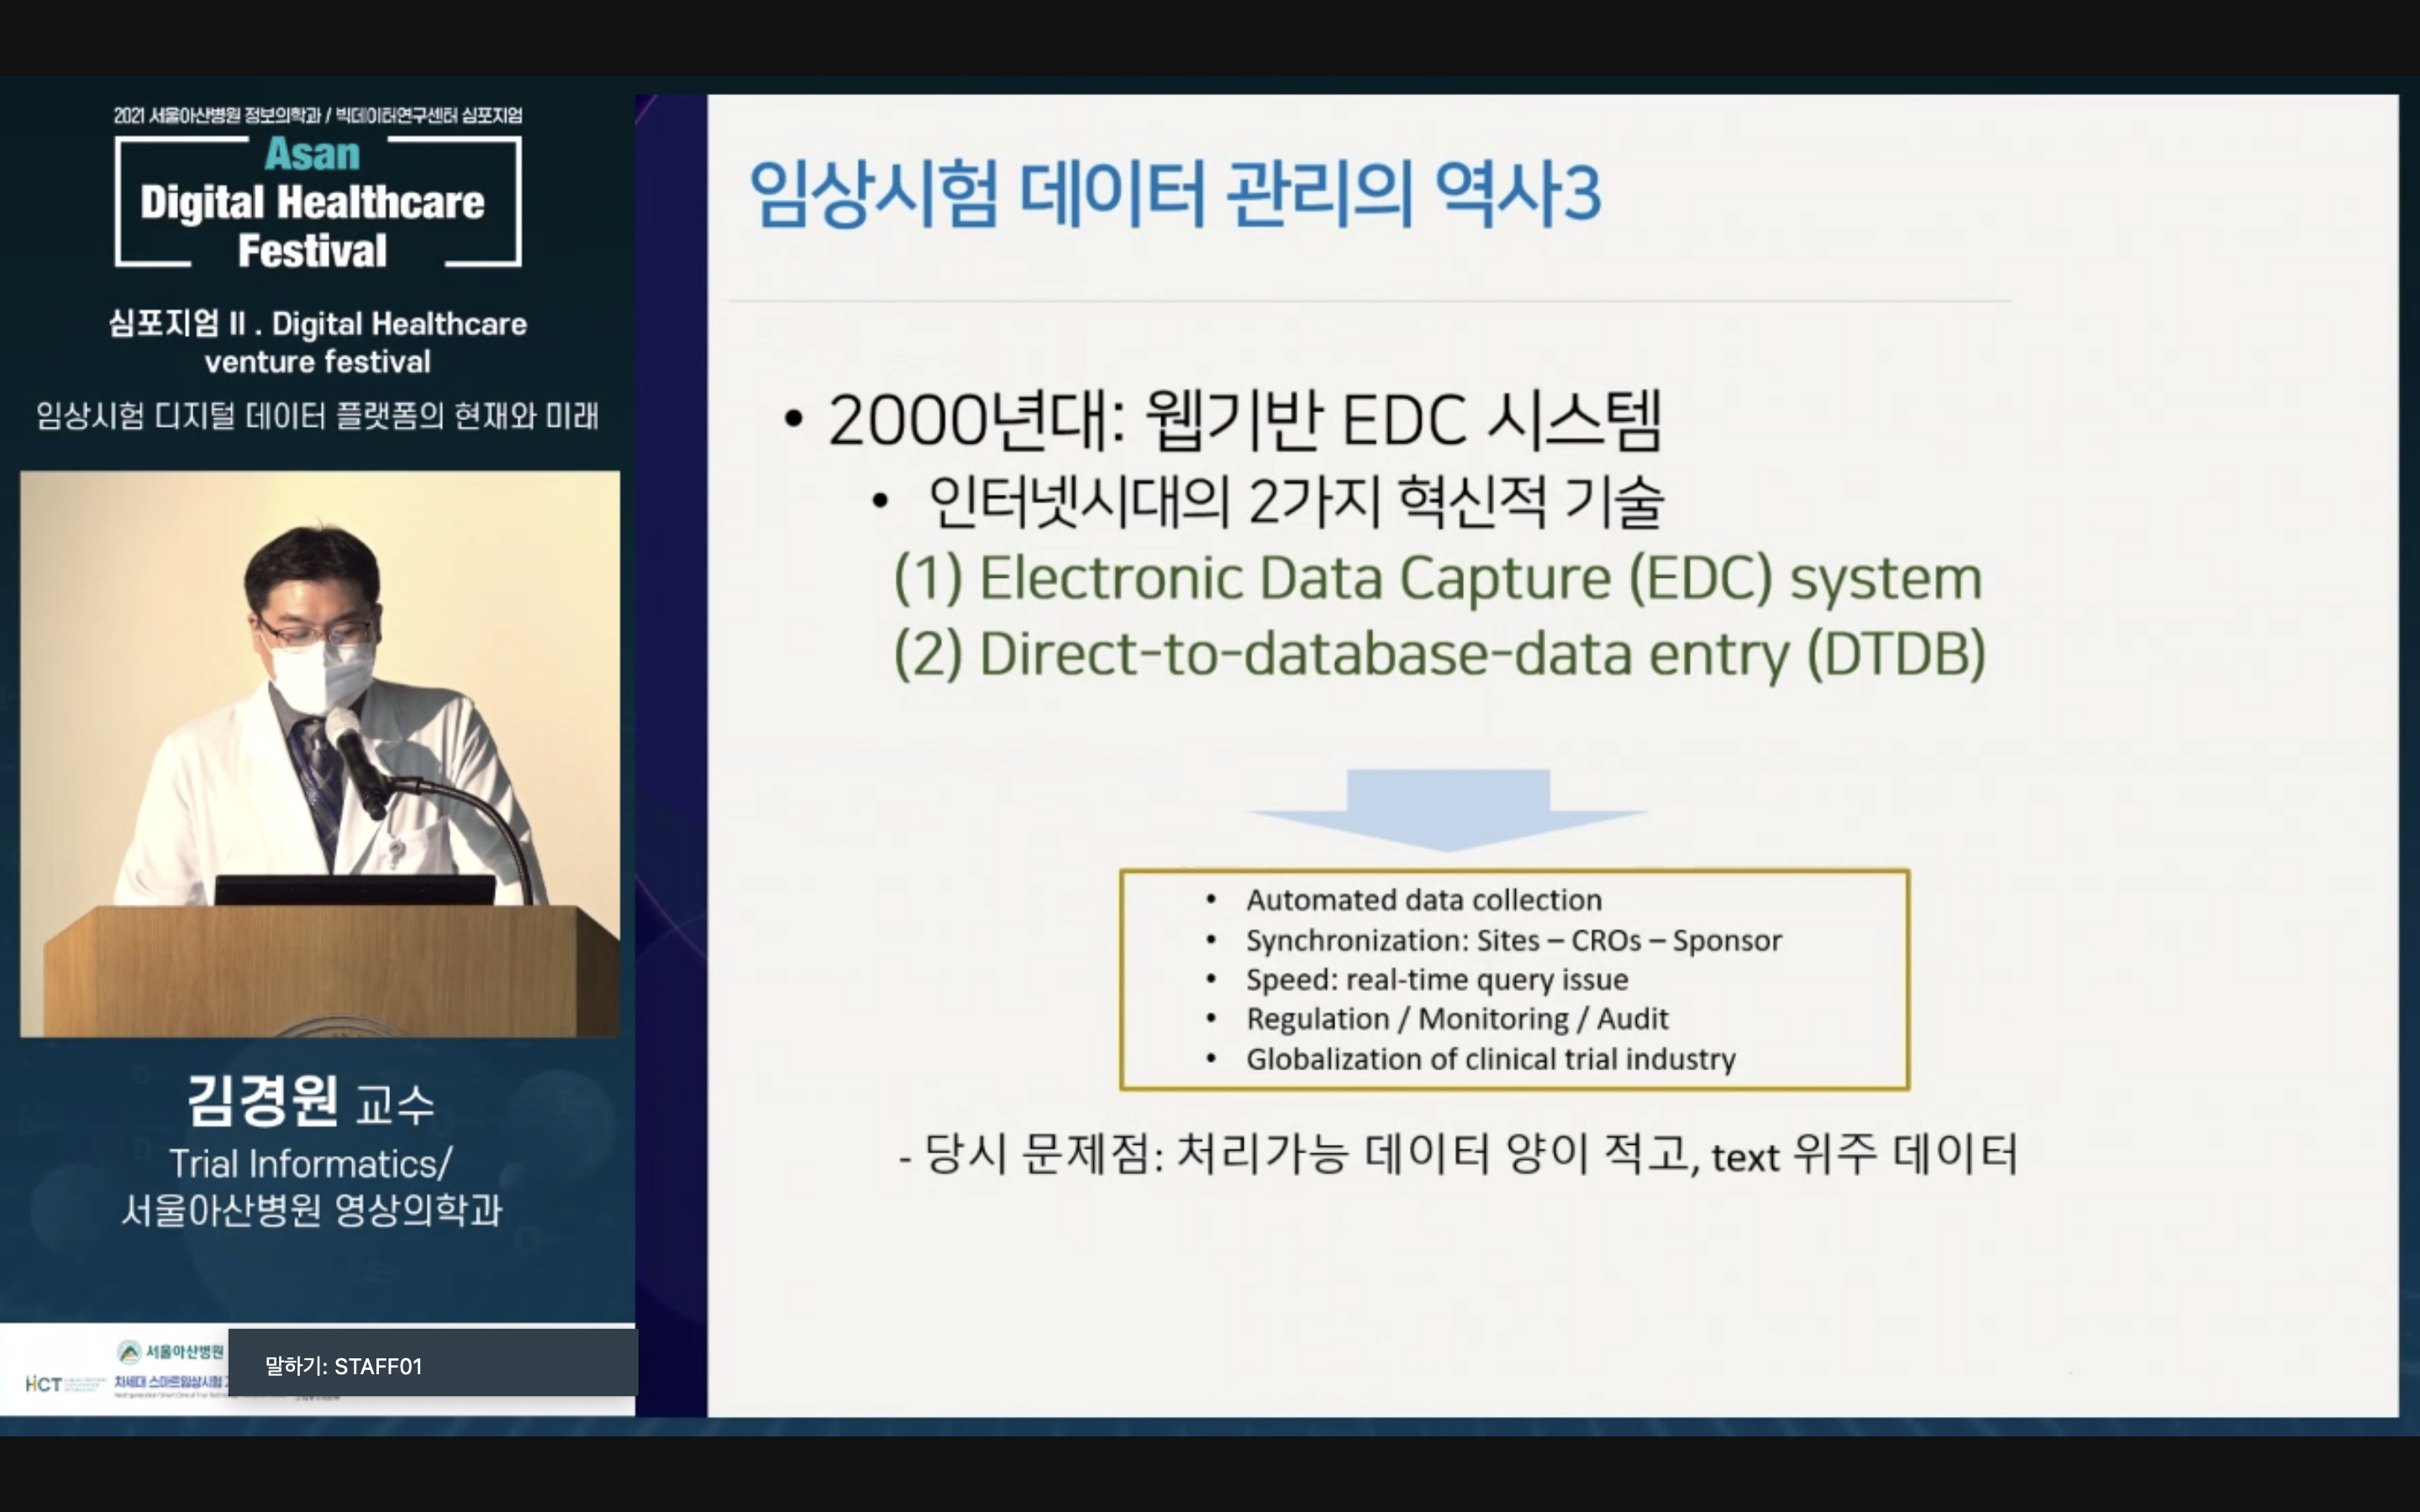 2021 서울아산병원 정보의학과 / 빅데이터연구센터 심포지엄
Asan
Digital Healthcare
Festival
심포지엄 II . Digital Healthcare
venture festival
임상시험 디지털 데이터 플랫폼의 현재와 미래
김경원 교수
Trial Informatics/
서울아산병원 영상의학과
서울아산병원
HCT
차세대 스마트임상시험
말하기: STAFF01
임상시험 데이터 관리의 역사3
• 2000년대: 웹기반 EDC 시스템
• 인터넷시대의 2가지 혁신적 기술
(1) Electronic Data Capture (EDC) system
(2) Direct-to-database-data entry (DTDB)
• Automated data collection
• Synchronization: Sites – CROs – Sponsor
• Speed: real-time query issue
• Regulation / Monitoring / Audit
• Globalization of clinical trial industry
- 당시 문제점: 처리가능 데이터 양이 적고, text 위주 데이터